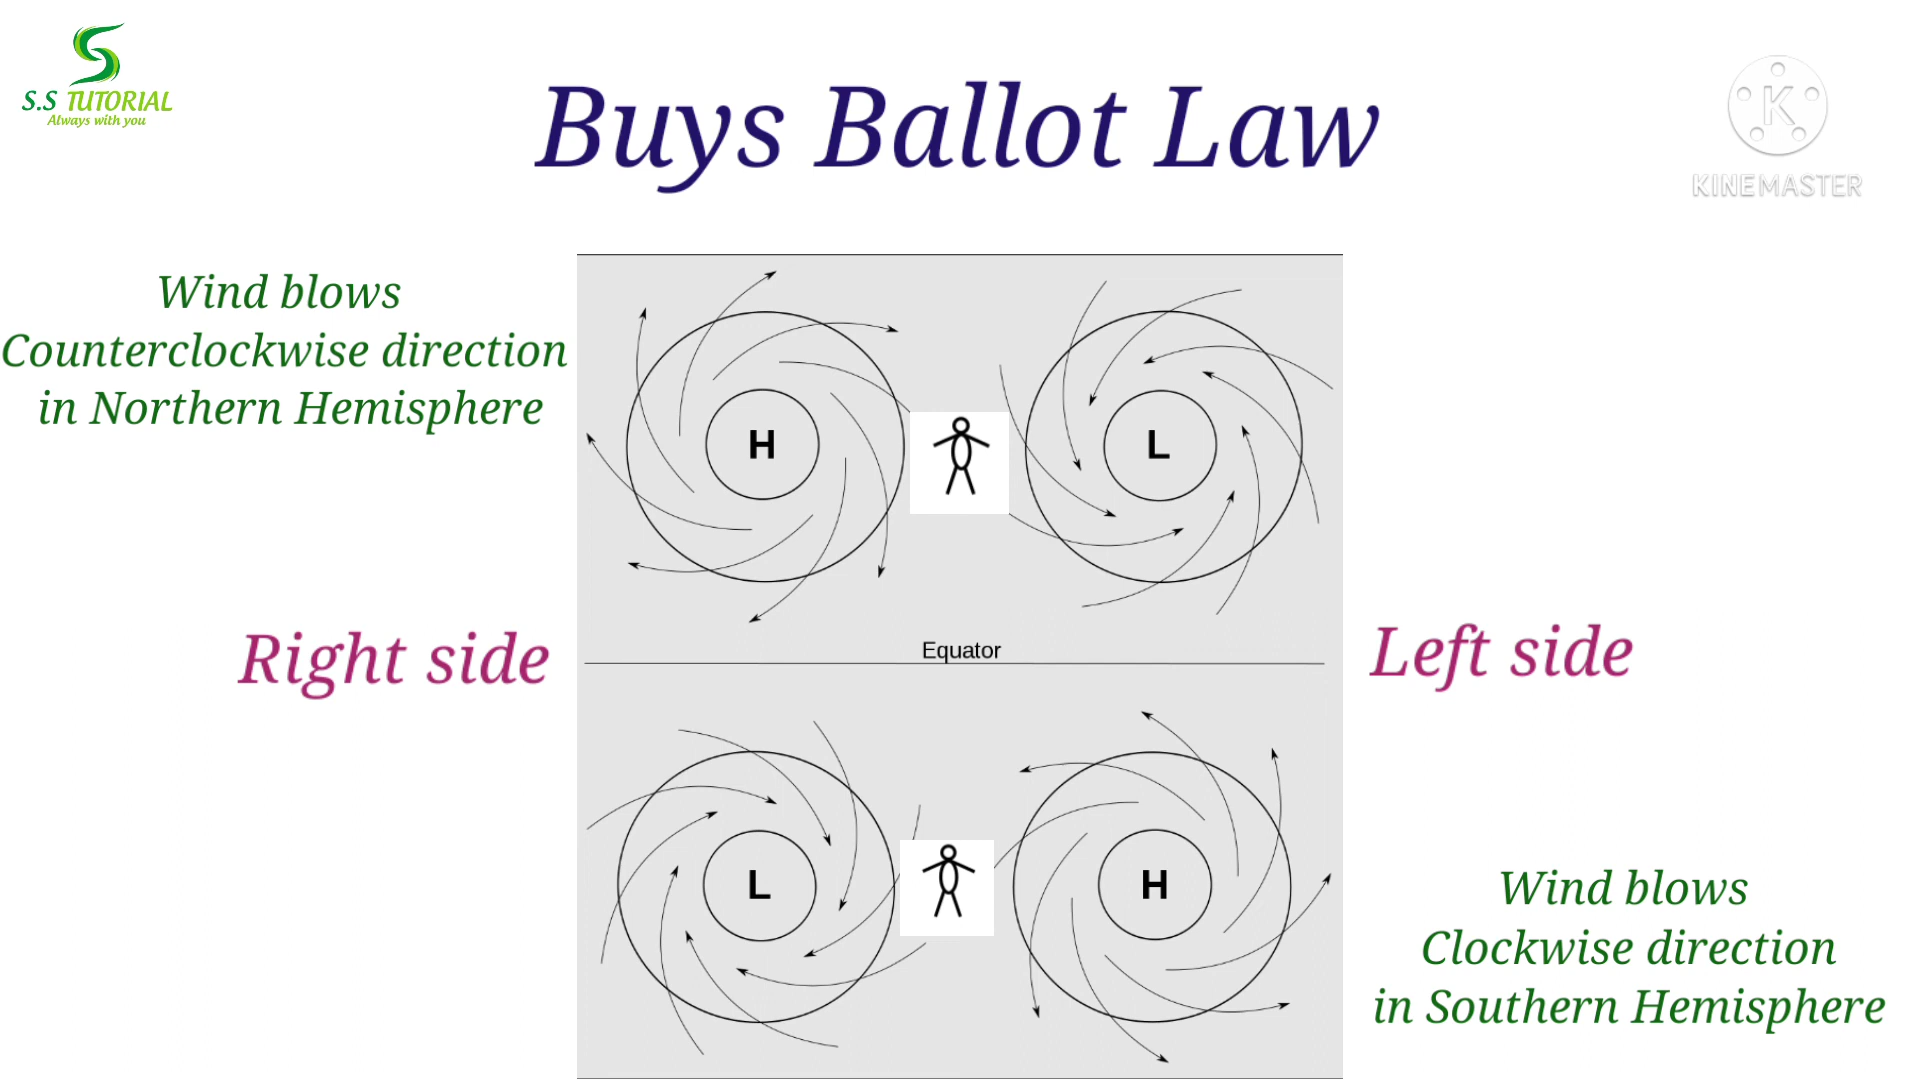 S.S TUTORIAL
Always with you
Buys Ballot Law
K
KINEMASTER
Wind blows
Counterclockwise direction
in Northern Hemisphere
H
L
Equator
Right side
Left side
L
H
Wind blows
Clockwise direction
in Southern Hemisphere